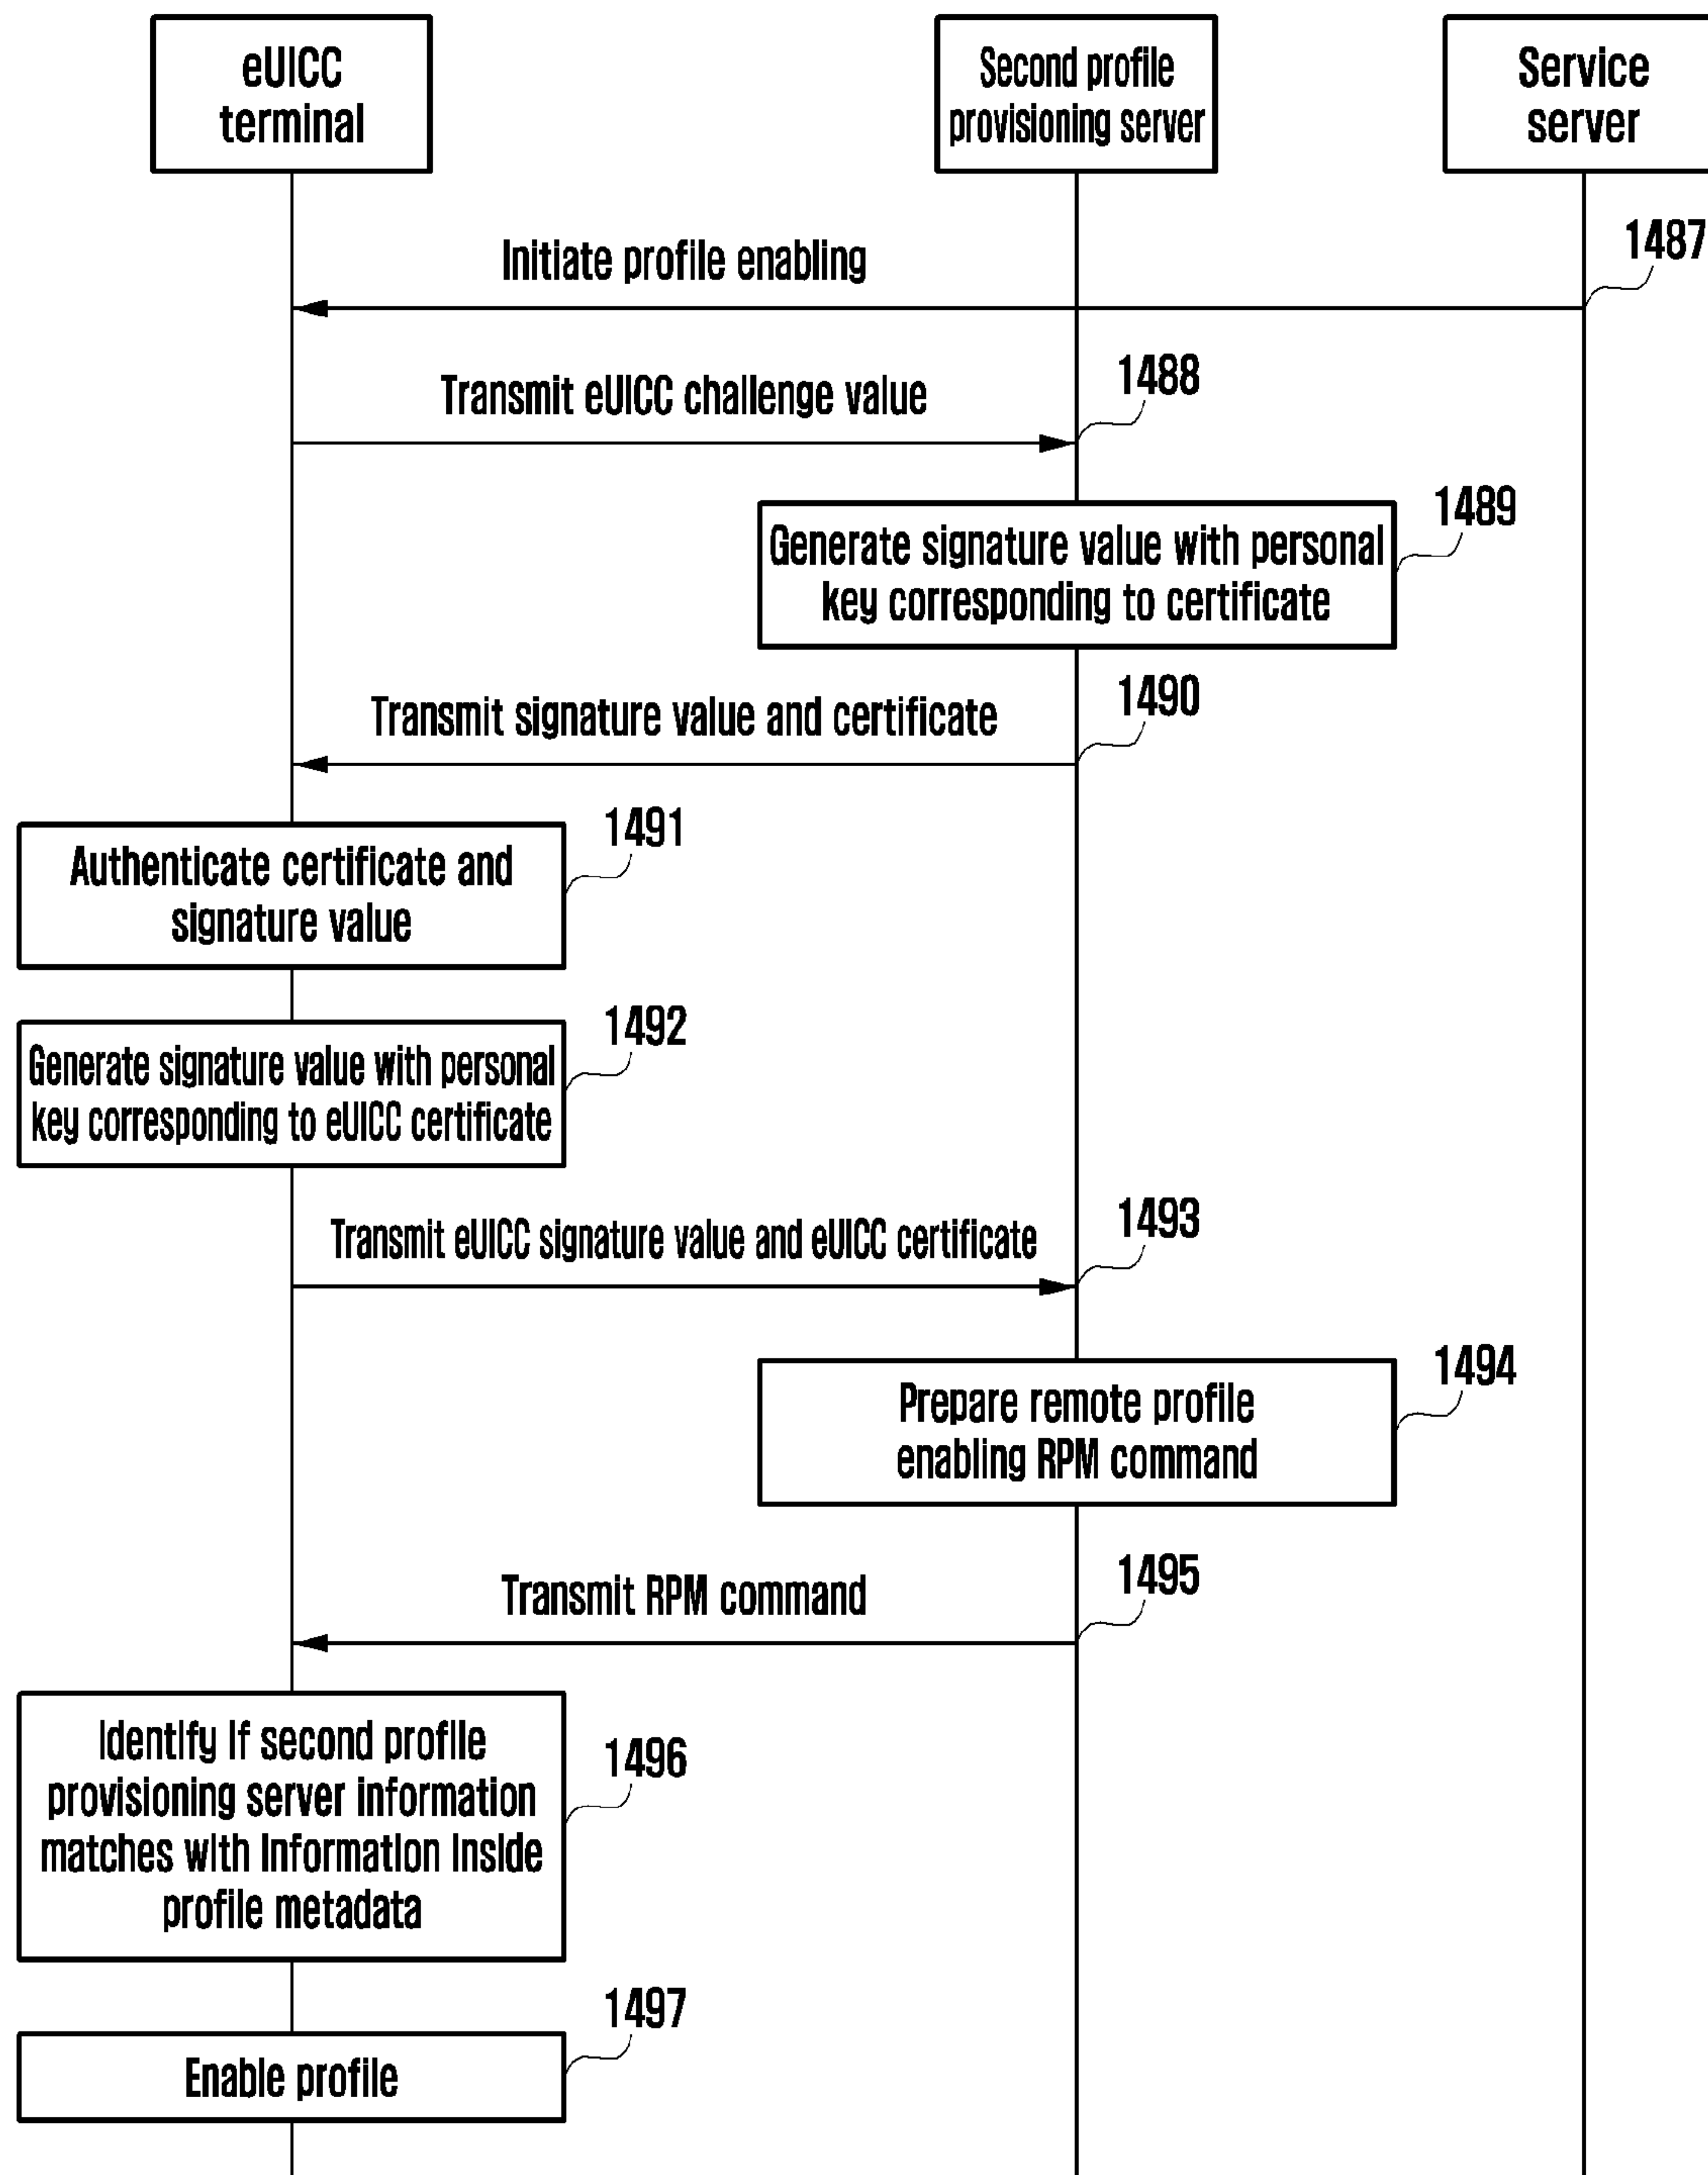 eUICC
terminal
Second profile
provisioning server
Service
server
Initiate profile enabling
1487
Transmit eUICC challenge value
1488
Generate signature value with personal
key corresponding to certificate
1489
Transmit signature value and certificate
1490
Authenticate certificate and
signature value
1491
Generate signature value with personal
key corresponding to eUICC certificate
1492
Transmit eUICC signature value and eUICC certificate
1493
Prepare remote profile
enabling RPM command
1494
Transmit RPM command
1495
Identify if second profile
provisioning server information
matches with information inside
profile metadata
1496
Enable profile
1497